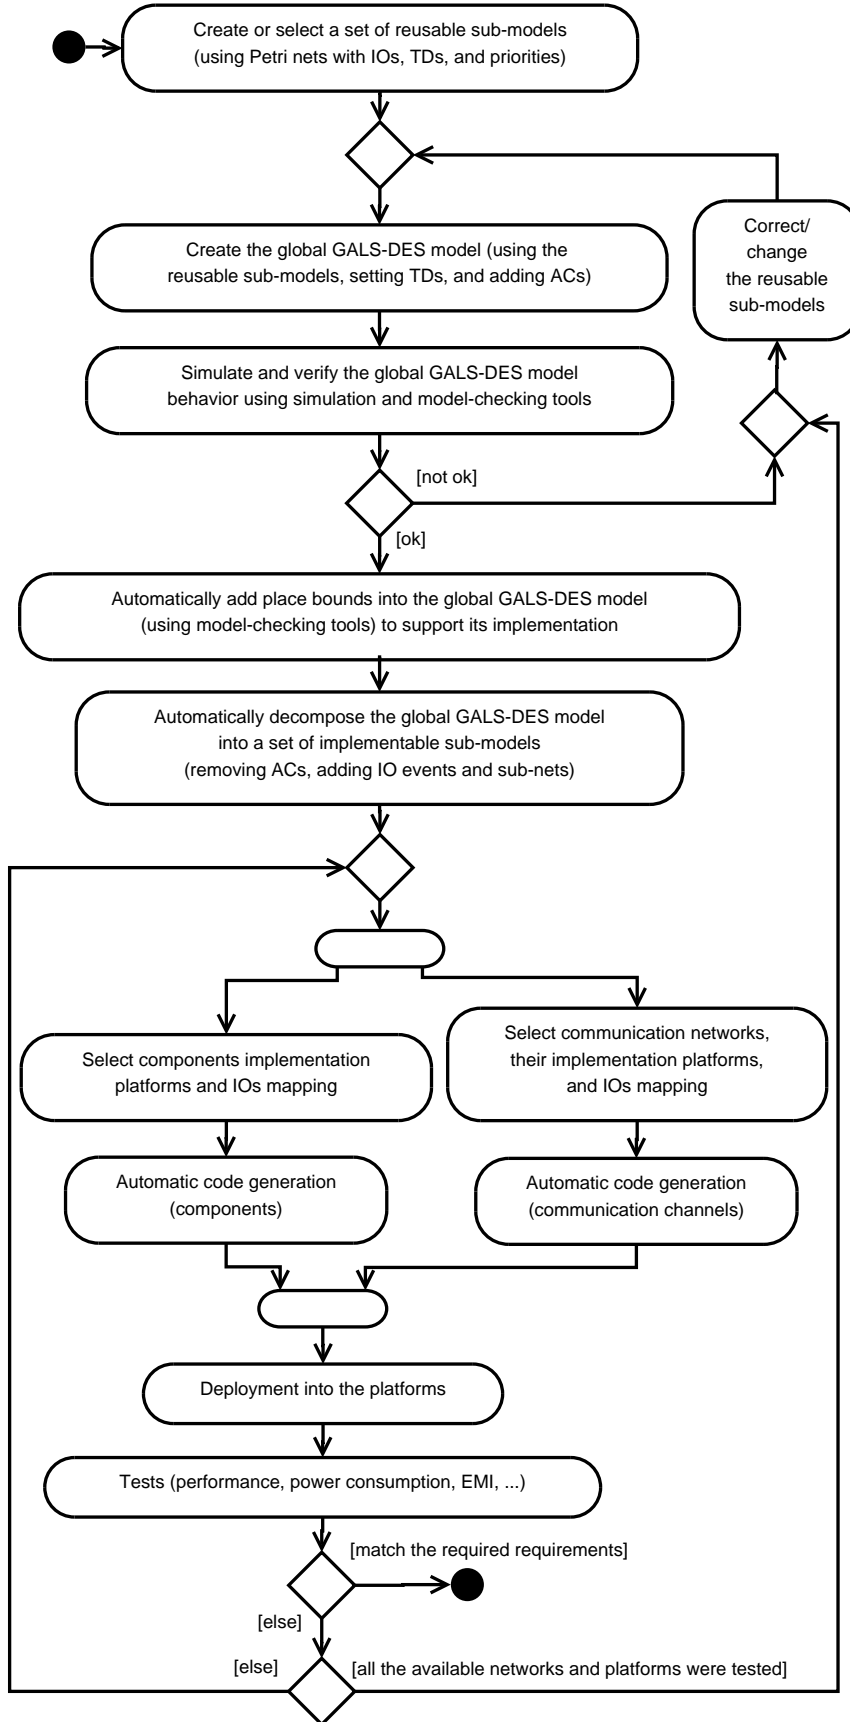 Create or select a set of reusable sub-models
(using Petri nets with IOs, TDs, and priorities)
Correct/
change
the reusable
sub-models
Create the global GALS-DES model (using the
reusable sub-models, setting TDs, and adding ACs)
Simulate and verify the global GALS-DES model
behavior using simulation and model-checking tools
[not ok]
[ok]
Automatically add place bounds into the global GALS-DES model
(using model-checking tools) to support its implementation
Automatically decompose the global GALS-DES model
into a set of implementable sub-models
(removing ACs, adding IO events and sub-nets)
Select components implementation
platforms and IOs mapping
Select communication networks,
their implementation platforms,
and IOs mapping
Automatic code generation
(components)
Automatic code generation
(communication channels)
Deployment into the platforms
Tests (performance, power consumption, EMI, ...)
[match the required requirements]
[else]
[else]
[all the available networks and platforms were tested]